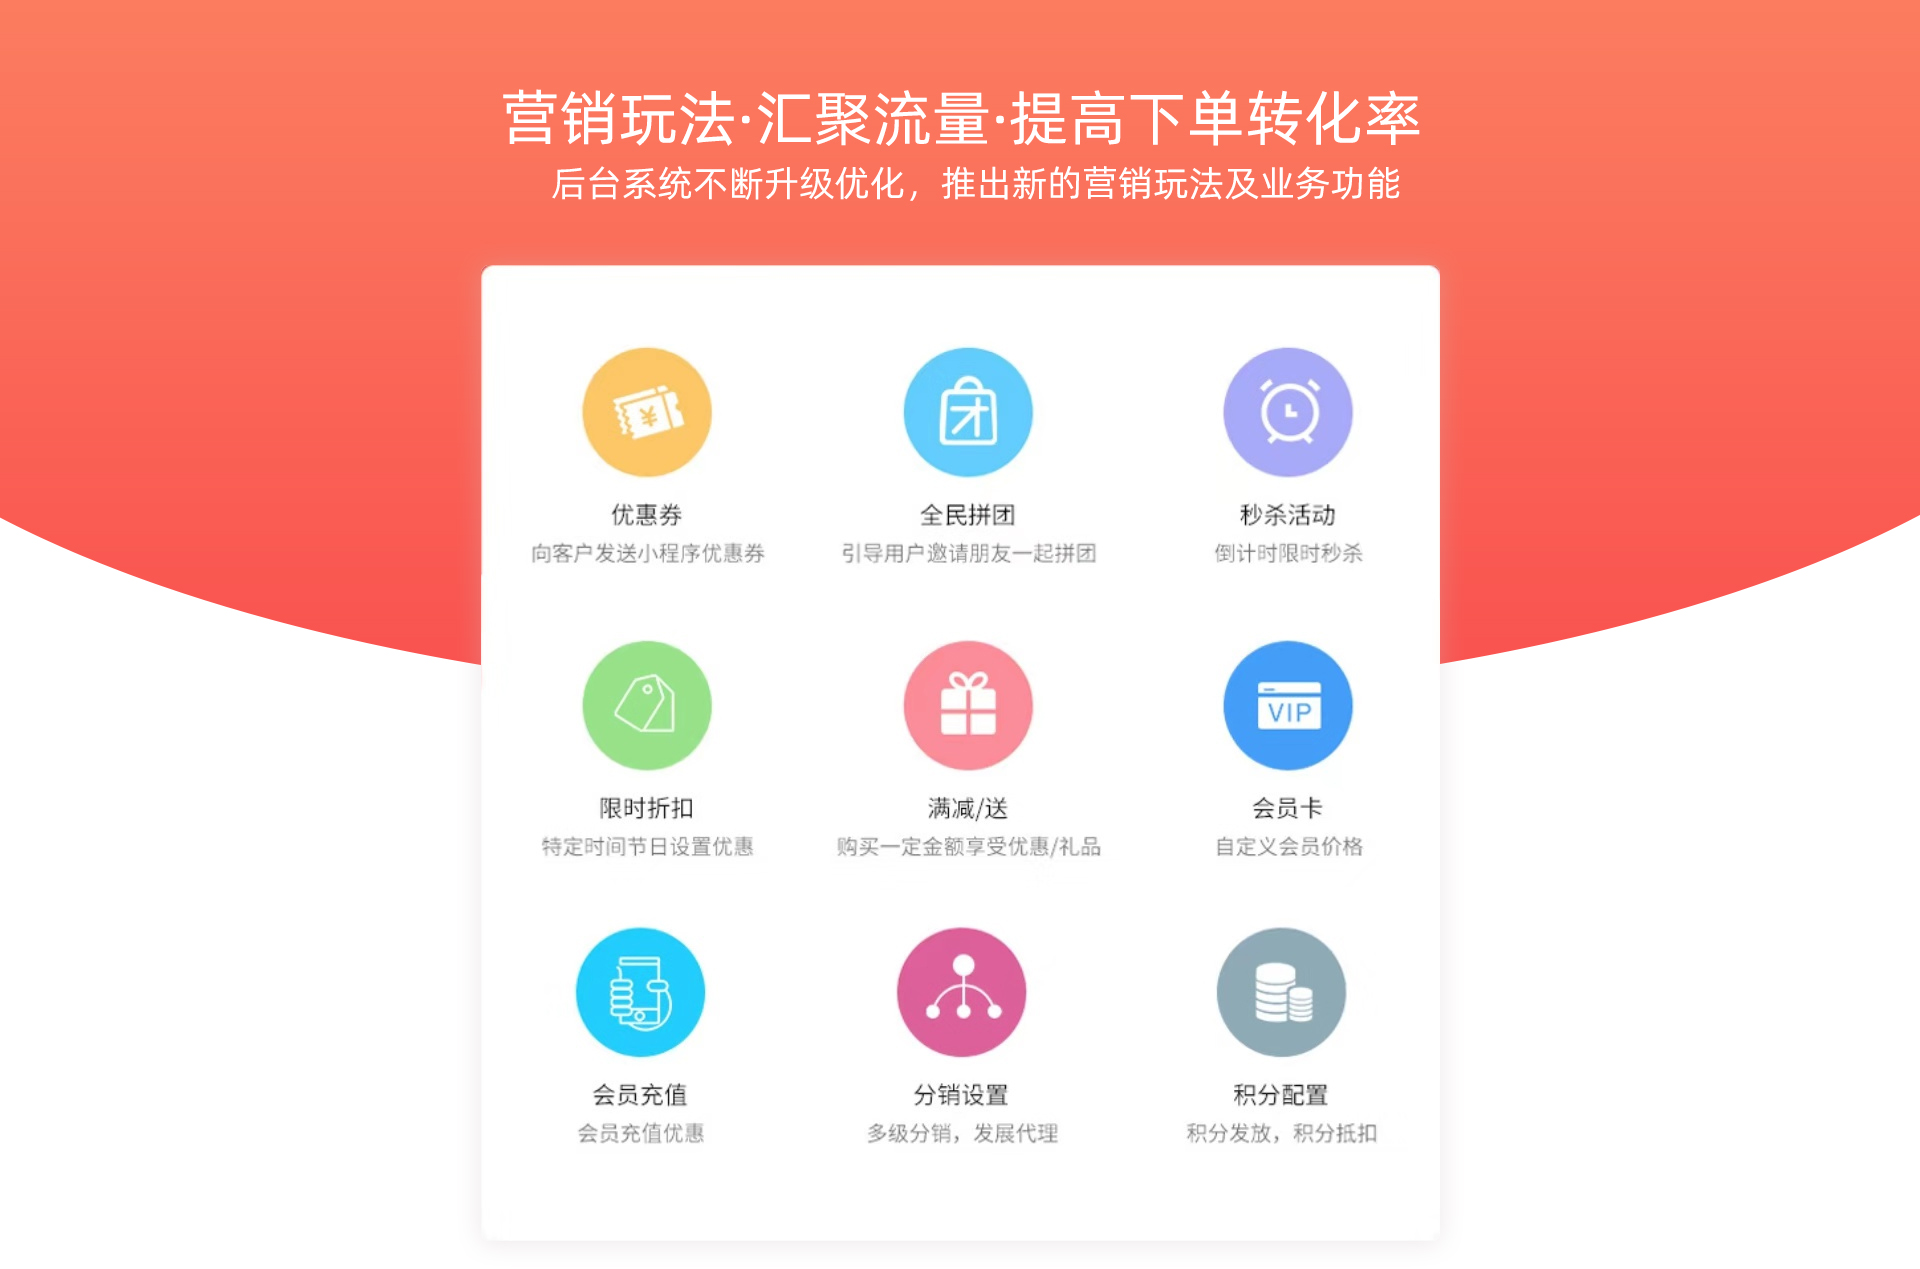 营销玩法·汇聚流量·提高下单转化率
后台系统不断升级优化，推出新的营销玩法及业务功能
¥
团
优惠券
全民拼团
秒杀活动
向客户发送小程序优惠券
引导用户邀请朋友一起拼团
倒计时限时秒杀
VIP
限时折扣
满减/送
会员卡
特定时间节日设置优惠
购买一定金额享受优惠/礼品
自定义会员价格
会员充值
分销设置
积分配置
会员充值优惠
多级分销，发展代理
积分发放，积分抵扣